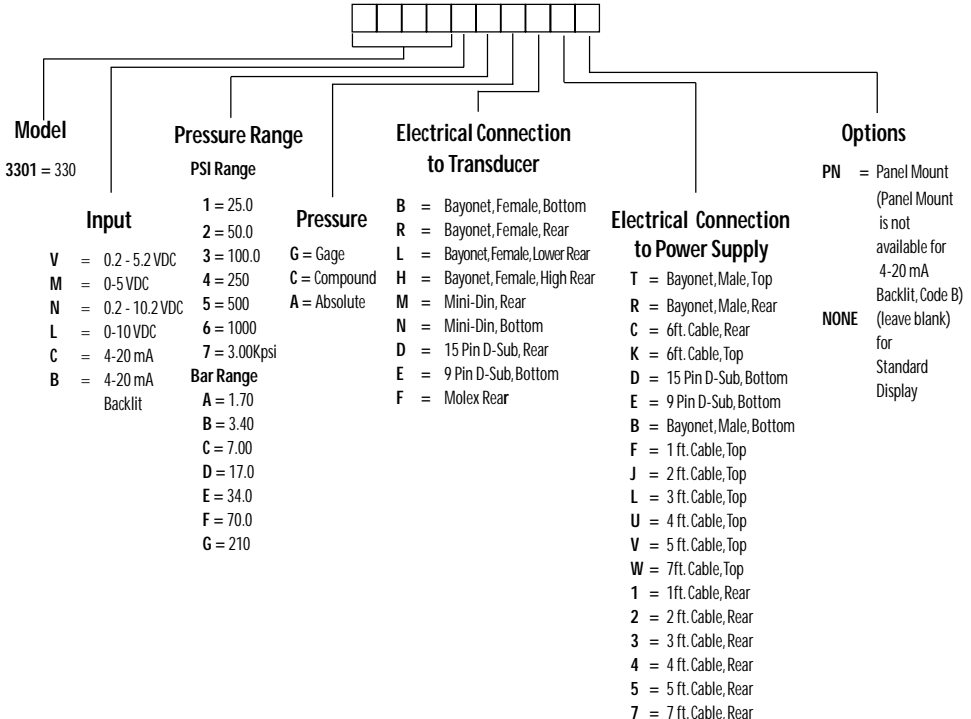 Model
3301 = 330
Input
V = 0.2 - 5.2 VDC
M = 0-5 VDC
N = 0.2 - 10.2 VDC
L = 0-10 VDC
C = 4-20 mA
B = 4-20 mA
Backlit
Pressure Range
PSI Range
1 = 25.0
2 = 50.0
3 = 100.0
4 = 250
5 = 500
6 = 1000
7 = 3.00Kpsi
Bar Range
A = 1.70
B = 3.40
C = 7.00
D = 17.0
E = 34.0
F = 70.0
G = 210
Pressure
G = Gage
C = Compound
A = Absolute
Electrical Connection
to Transducer
B = Bayonet, Female, Bottom
R = Bayonet, Female, Rear
L = Bayonet, Female, Lower Rear
H = Bayonet, Female, High Rear
M = Mini-Din, Rear
N = Mini-Din, Bottom
D = 15 Pin D-Sub, Rear
E = 9 Pin D-Sub, Bottom
F = Molex Rear
Electrical Connection
to Power Supply
T = Bayonet, Male, Top
R = Bayonet, Male, Rear
C = 6ft. Cable, Rear
K = 6ft. Cable, Top
D = 15 Pin D-Sub, Bottom
E = 9 Pin D-Sub, Bottom
B = Bayonet, Male, Bottom
F = 1 ft. Cable, Top
J = 2 ft. Cable, Top
L = 3 ft. Cable, Top
U = 4 ft. Cable, Top
V = 5 ft. Cable, Top
W = 7ft. Cable, Top
1 = 1ft. Cable, Rear
2 = 2 ft. Cable, Rear
3 = 3 ft. Cable, Rear
4 = 4 ft. Cable, Rear
5 = 5 ft. Cable, Rear
7 = 7 ft. Cable, Rear
Options
PN = Panel Mount
(Panel Mount
is not
available for
4-20 mA
Backlit, Code B)
NONE (leave blank)
for
Standard
Display